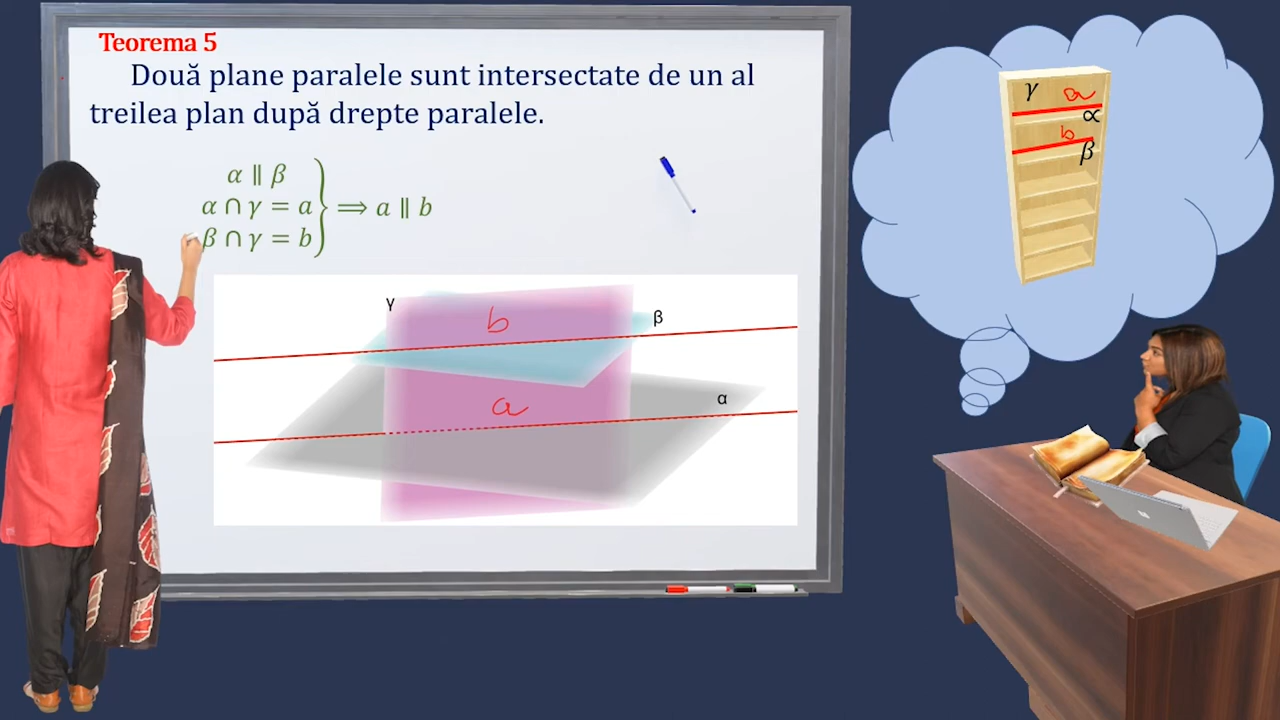 Teorema 5
Două plane paralele sunt intersectate de un al
treilea plan după drepte paralele.
α ∥ β
α ∩ γ = a
β ∩ γ = b
} ⟹ a ∥ b
γ
b
β
a
α
γ
a
α
b
β